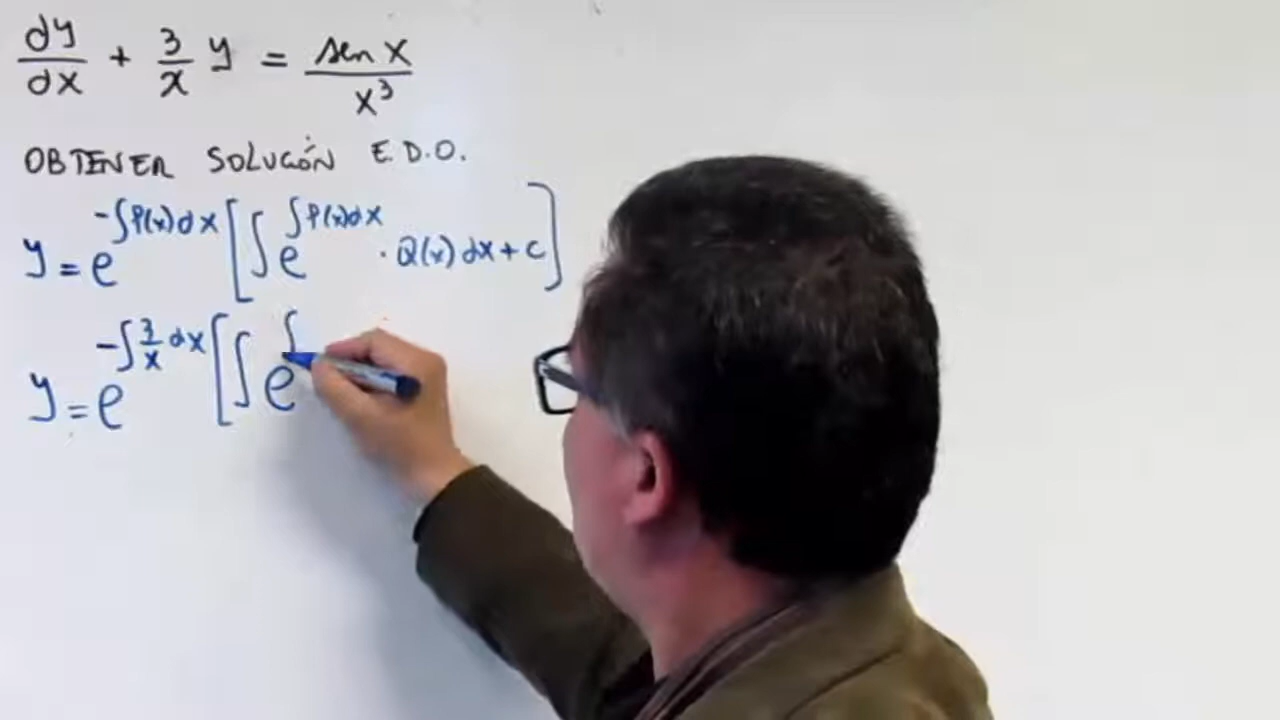 dy/dx + 3/x y = sen x / x³
OBTENER SOLUCIÓN E.D.O.
y = e^(-∫P(x)dx) [∫ e^(∫P(x)dx) · Q(x) dx + c]
y = e^(-∫3/x dx) [∫ e^(∫